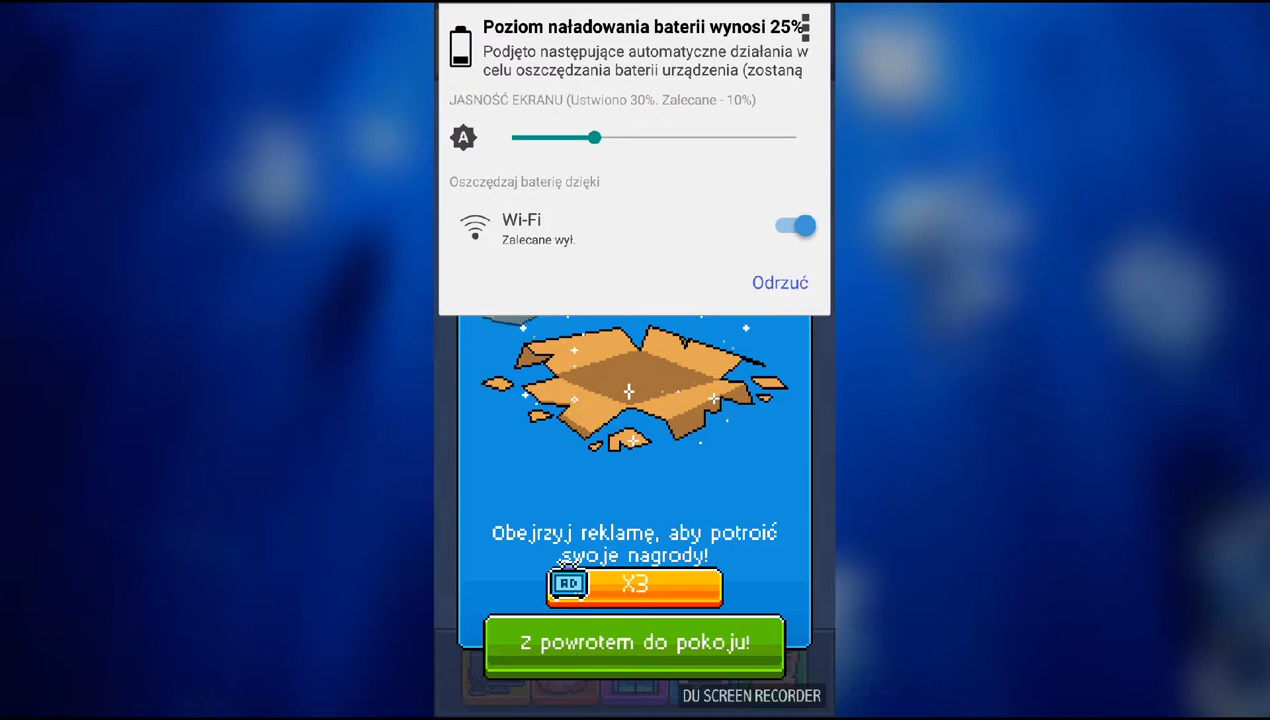 Poziom naładowania baterii wynosi 25%
Podjęto następujące automatyczne działania w
celu oszczędzania baterii urządzenia (zostaną
JASNOŚĆ EKRANU (Ustwiono 30%. Zalecane - 10%)
A
Oszczędzaj baterię dzięki
Wi-Fi
Zalecane wył.
Odrzuć
Obejrzyj reklamę, aby potroić
swoje nagrody!
AD X3
Z powrotem do pokoju!
DU SCREEN RECORDER